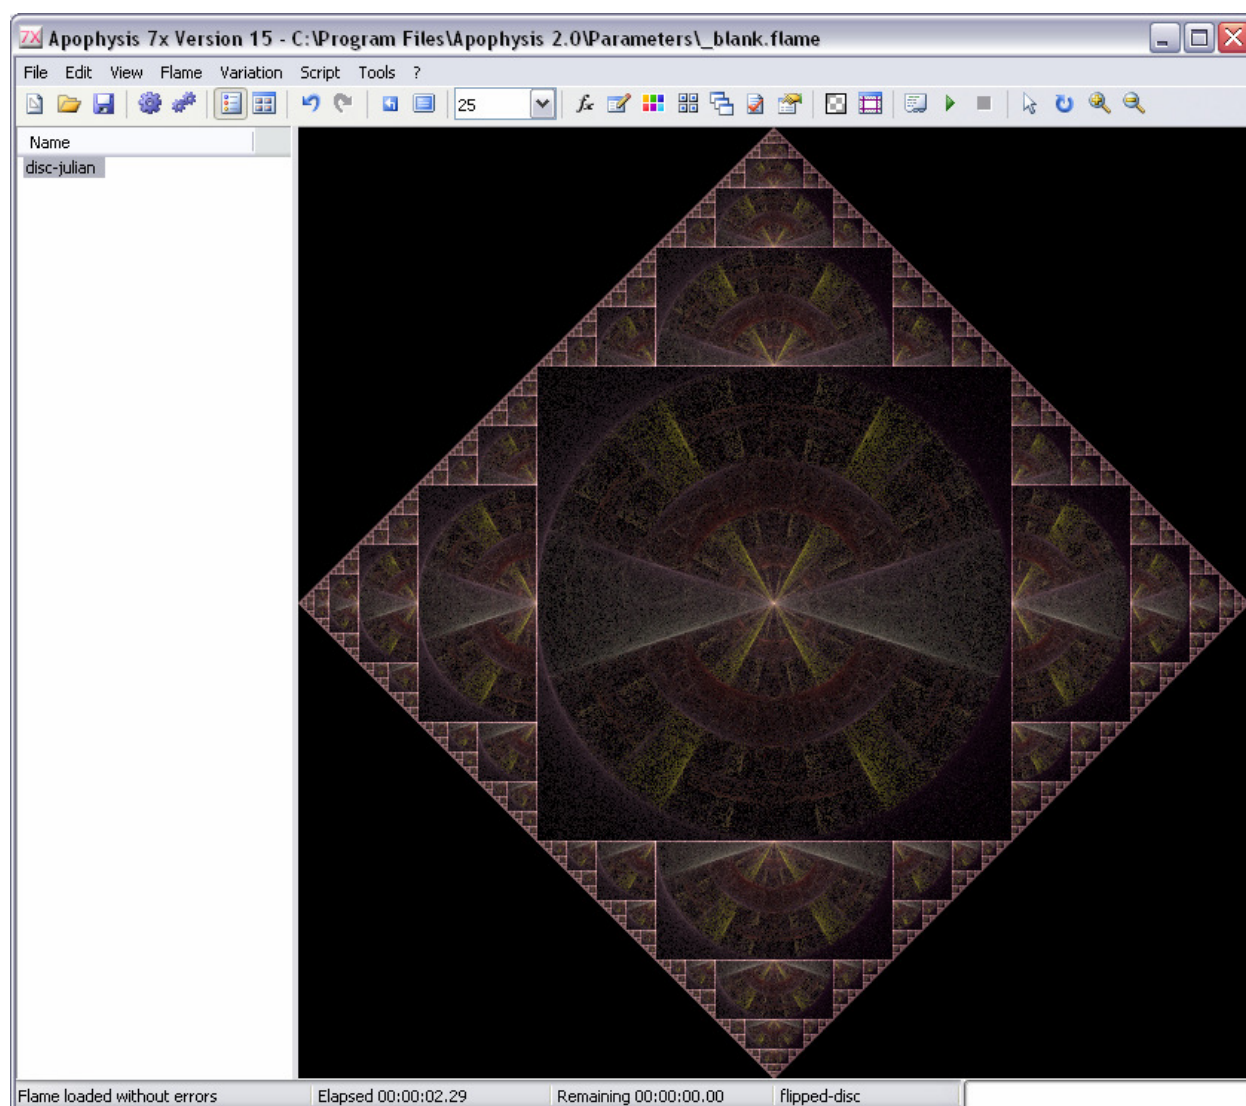 7X Apophysis 7x Version 15 - C:\Program Files\Apophysis 2.0\Parameters\_blank.flame
File Edit View Flame Variation Script Tools ?
25 fx
Name
disc-julian
Flame loaded without errors Elapsed 00:00:02.29 Remaining 00:00:00.00 flipped-disc